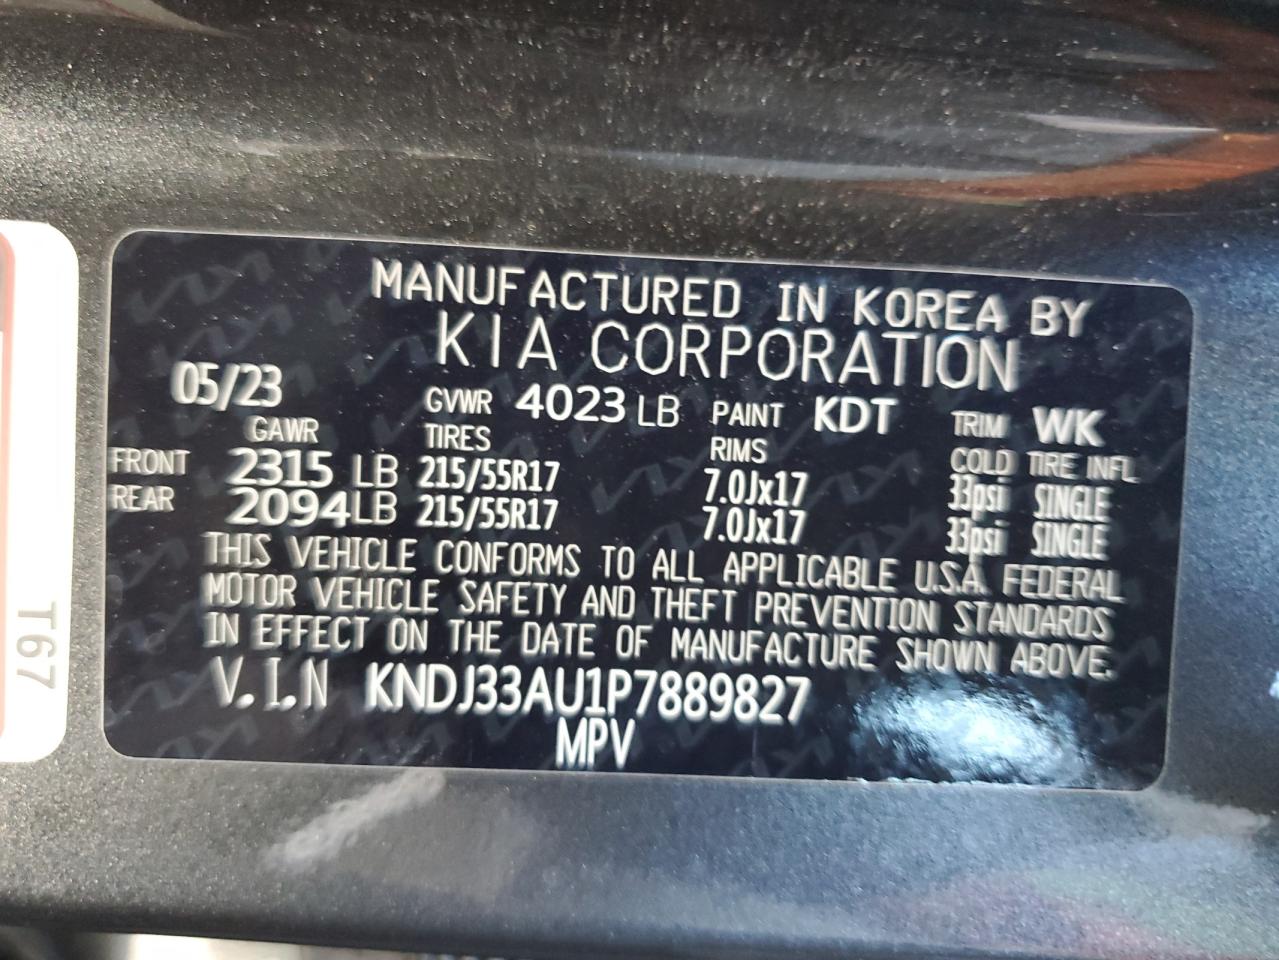 MANUFACTURED IN KOREA BY
KIA CORPORATION
05/23 GVWR 4023 LB PAINT KDT TRIM WK
GAWR TIRES RIMS COLD TIRE INFL
FRONT 2315 LB 215/55R17 7.0Jx17 33psi SINGLE
REAR 2094LB 215/55R17 7.0Jx17 33psi SINGLE
THIS VEHICLE CONFORMS TO ALL APPLICABLE U.S.A. FEDERAL
MOTOR VEHICLE SAFETY AND THEFT PREVENTION STANDARDS
IN EFFECT ON THE DATE OF MANUFACTURE SHOWN ABOVE.
V.I.N KNDJ33AU1P7889827
MPV
T67